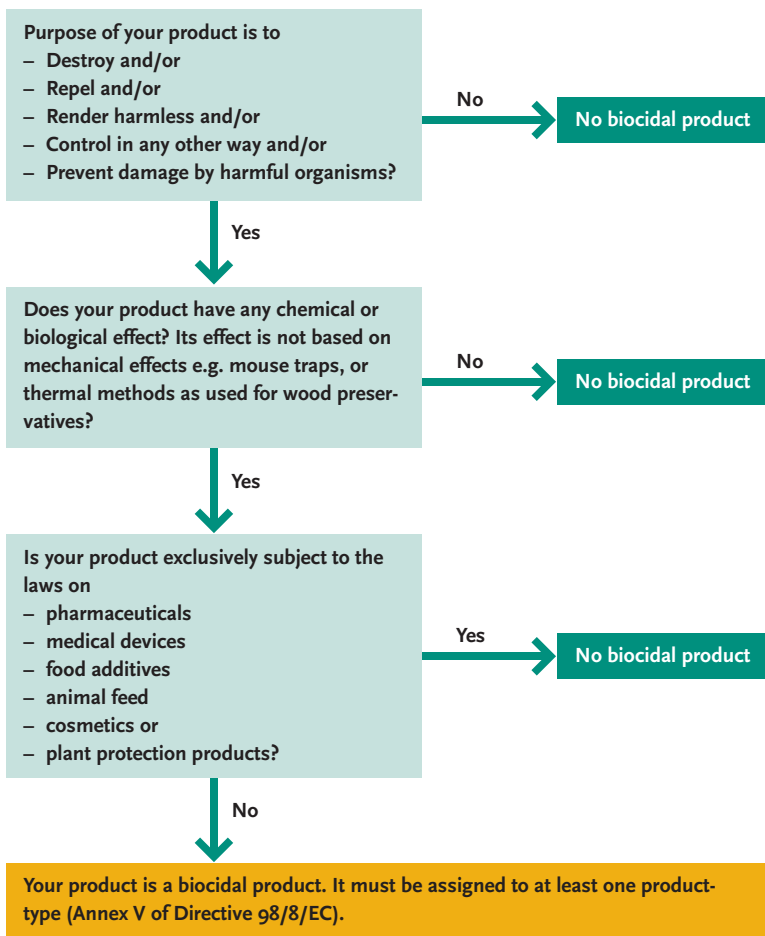 Purpose of your product is to
– Destroy and/or
– Repel and/or
– Render harmless and/or
– Control in any other way and/or
– Prevent damage by harmful organisms?
No
No biocidal product
Yes
Does your product have any chemical or
biological effect? Its effect is not based on
mechanical effects e.g. mouse traps, or
thermal methods as used for wood preser-
vatives?
No
No biocidal product
Yes
Is your product exclusively subject to the
laws on
– pharmaceuticals
– medical devices
– food additives
– animal feed
– cosmetics or
– plant protection products?
Yes
No biocidal product
No
Your product is a biocidal product. It must be assigned to at least one product-
type (Annex V of Directive 98/8/EC).